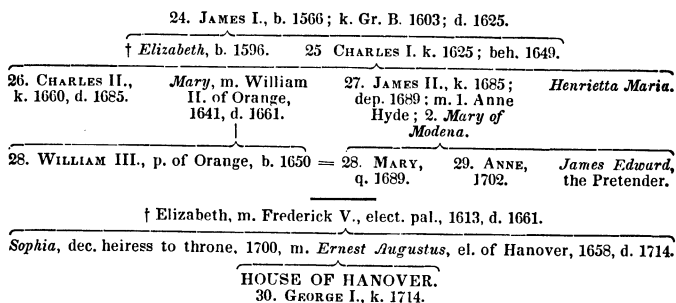 24. JAMES I., b. 1566; k. Gr. B. 1603; d. 1625.
† Elizabeth, b. 1596. 25 CHARLES I. k. 1625; beh. 1649.
26. CHARLES II., k. 1660, d. 1685.
Mary, m. William II. of Orange, 1641, d. 1661.
27. JAMES II., k. 1685; dep. 1689: m. 1. Anne Hyde; 2. Mary of Modena.
Henrietta Maria.
28. WILLIAM III., p. of Orange, b. 1650 = 28. MARY, q. 1689.
29. ANNE, 1702.
James Edward, the Pretender.
† Elizabeth, m. Frederick V., elect. pal., 1613, d. 1661.
Sophia, dec. heiress to throne. 1700, m. Ernest Augustus, el. of Hanover, 1658, d. 1714.
HOUSE OF HANOVER.
30. GEORGE I., k. 1714.